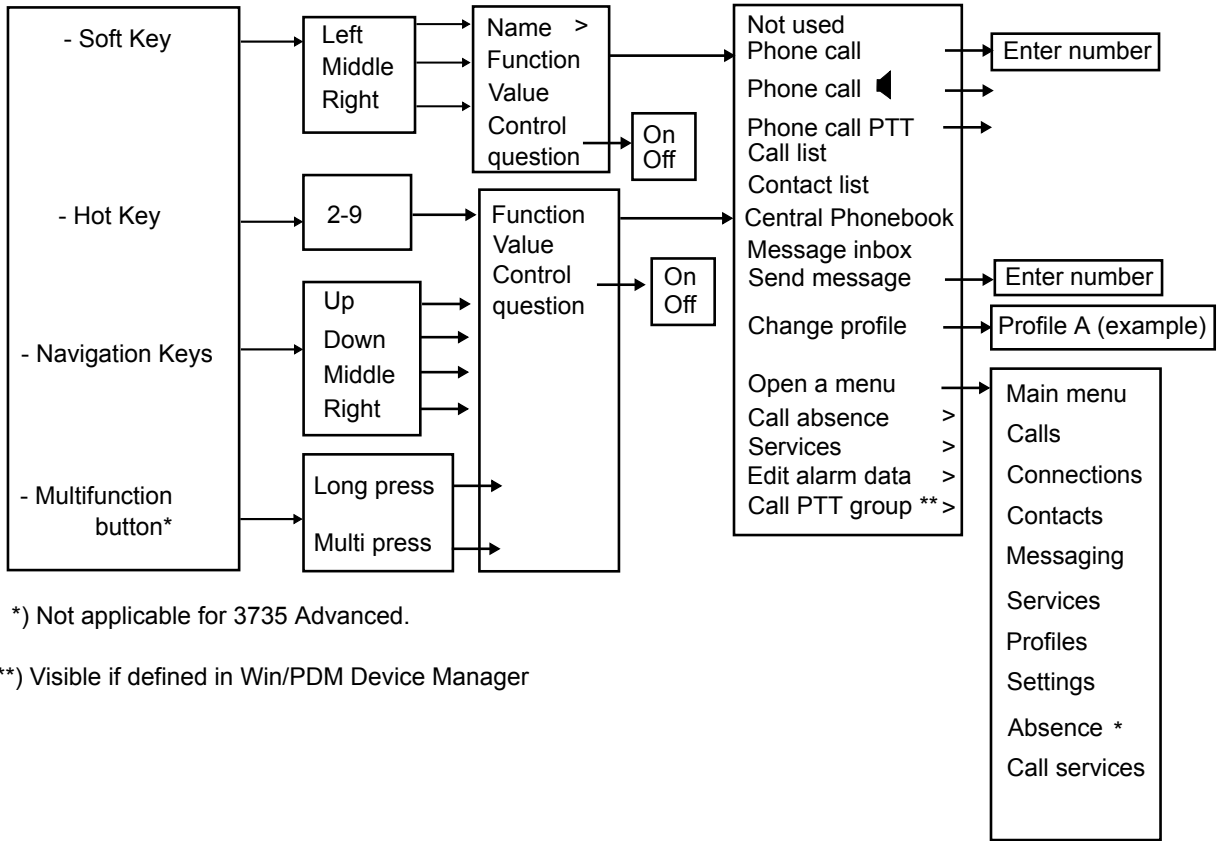 - Soft Key
- Hot Key
- Navigation Keys
- Multifunction
button*
Left
Middle
Right
2-9
Up
Down
Middle
Right
Long press
Multi press
Name >
Function
Value
Control
question
On
Off
Function
Value
Control
question
On
Off
Not used
Phone call
Phone call
Phone call PTT
Call list
Contact list
Central Phonebook
Message inbox
Send message
Change profile
Open a menu
Call absence >
Services >
Edit alarm data >
Call PTT group ** >
Enter number
Enter number
Profile A (example)
Main menu
Calls
Connections
Contacts
Messaging
Services
Profiles
Settings
Absence *
Call services
*) Not applicable for 3735 Advanced.
**) Visible if defined in Win/PDM Device Manager